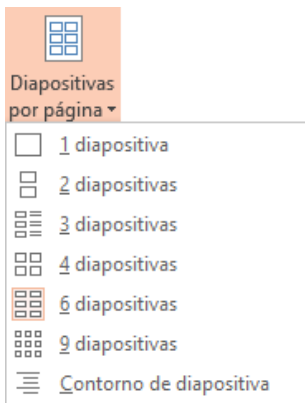 Diapositivas
por página
1 diapositiva
2 diapositivas
3 diapositivas
4 diapositivas
6 diapositivas
9 diapositivas
Contorno de diapositiva